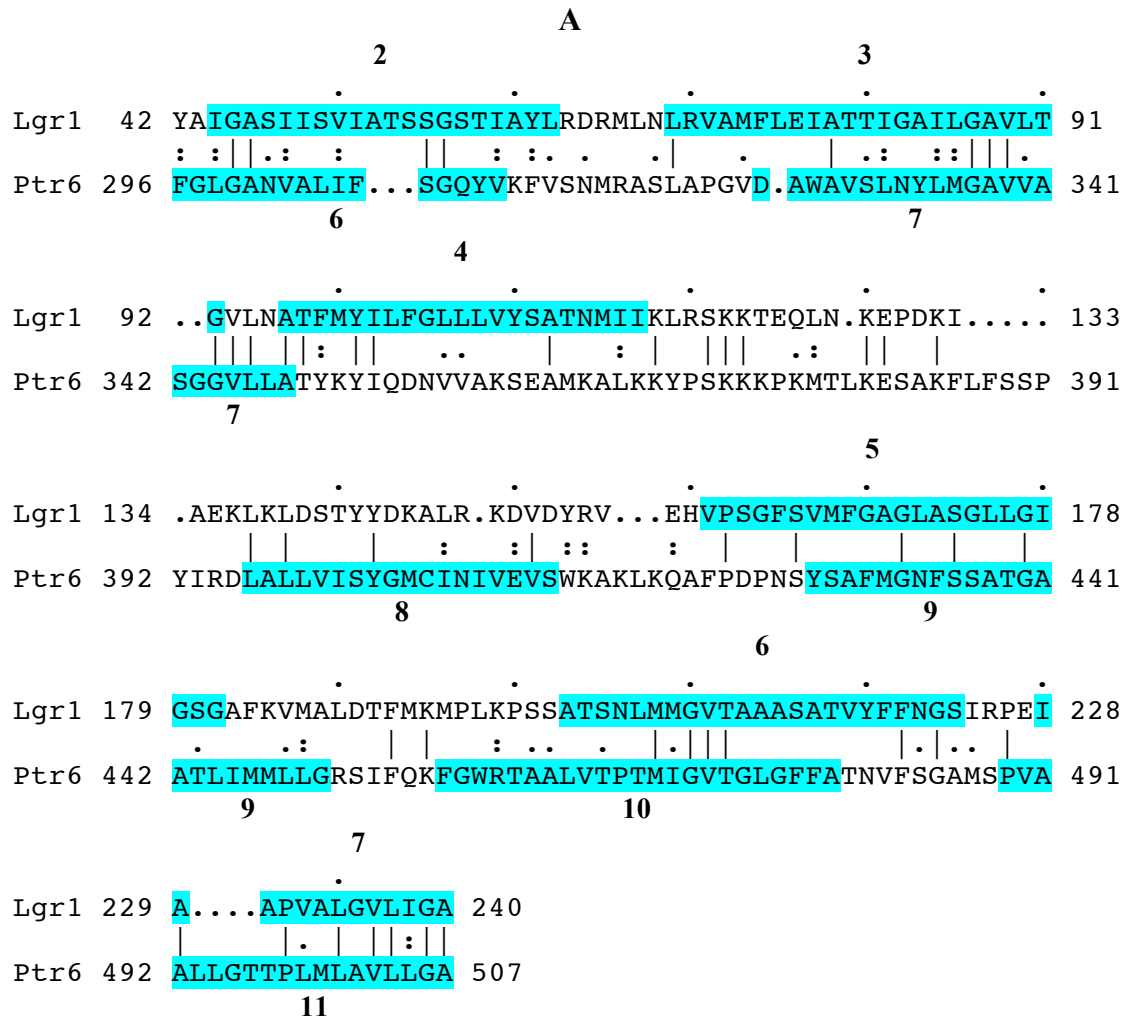 A
2 3
. . . . .
Lgr1 42 YAIGASIISVIATSSGSTIAYLRDRMLNLRVAMFLEIATTIGAILGAVLT 91
: :||.: : || : :. . .| . | .: ::|||.
Ptr6 296 FGLGANVALIF...SGQYVKFVSNMRASLAPGVD.AWAVSLNYLMGAVVA 341
6 7
4
. . . . .
Lgr1 92 ..GVLNATFMYILFGLLLVYSATNMIIKLRSKKTEQLN.KEPDKI..... 133
||| ||: || .. | : | ||| .: || |
Ptr6 342 SGGVLLATYKYIQDNVVAKSEAMKALKKYPSKKKPKMTLKESAKFLFSSP 391
7
5
. . . . .
Lgr1 134 .AEKLKLDSTYYDKALR.KDVDYRV...EHVPSGFSVMFGAGLASGLLGI 178
| | | : :| :: : | | | | |
Ptr6 392 YIRDLALLVISYGMCINIVEVSWKAKLKQAFPDPNSYSAFMGNFSSATGA 441
8 9
6
. . . . .
Lgr1 179 GSGAFKVMALDTFMKMPLKPSSATSNLMMGVTAAASATVYFFNGSIRPEI 228
. .: | | : .. . | .|| |.|.. |
Ptr6 442 ATLIMMLLGRSIFQKFGWRTAALVTPTMIGVTGLGFFATNVFSGAMSPVA 491
9 10
7
.
Lgr1 229 A....APVALGVLIGA 240
| |. | ||:||
Ptr6 492 ALLGTTPLMLAVLLGA 507
11